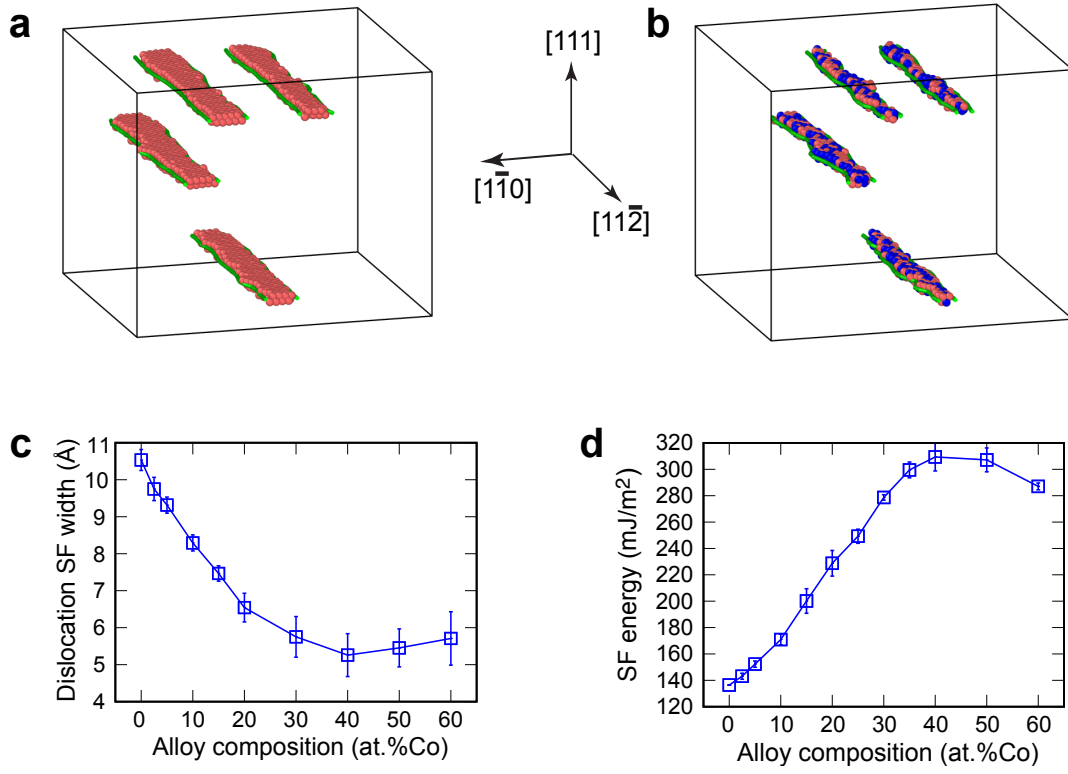 a
b
[111]
[11̅0]
[112̅]
c
11
10
9
8
7
6
5
4
Dislocation SF width (Å)
0 10 20 30 40 50 60
Alloy composition (at.%Co)
d
320
300
280
260
240
220
200
180
160
140
120
SF energy (mJ/m²)
0 10 20 30 40 50 60
Alloy composition (at.%Co)